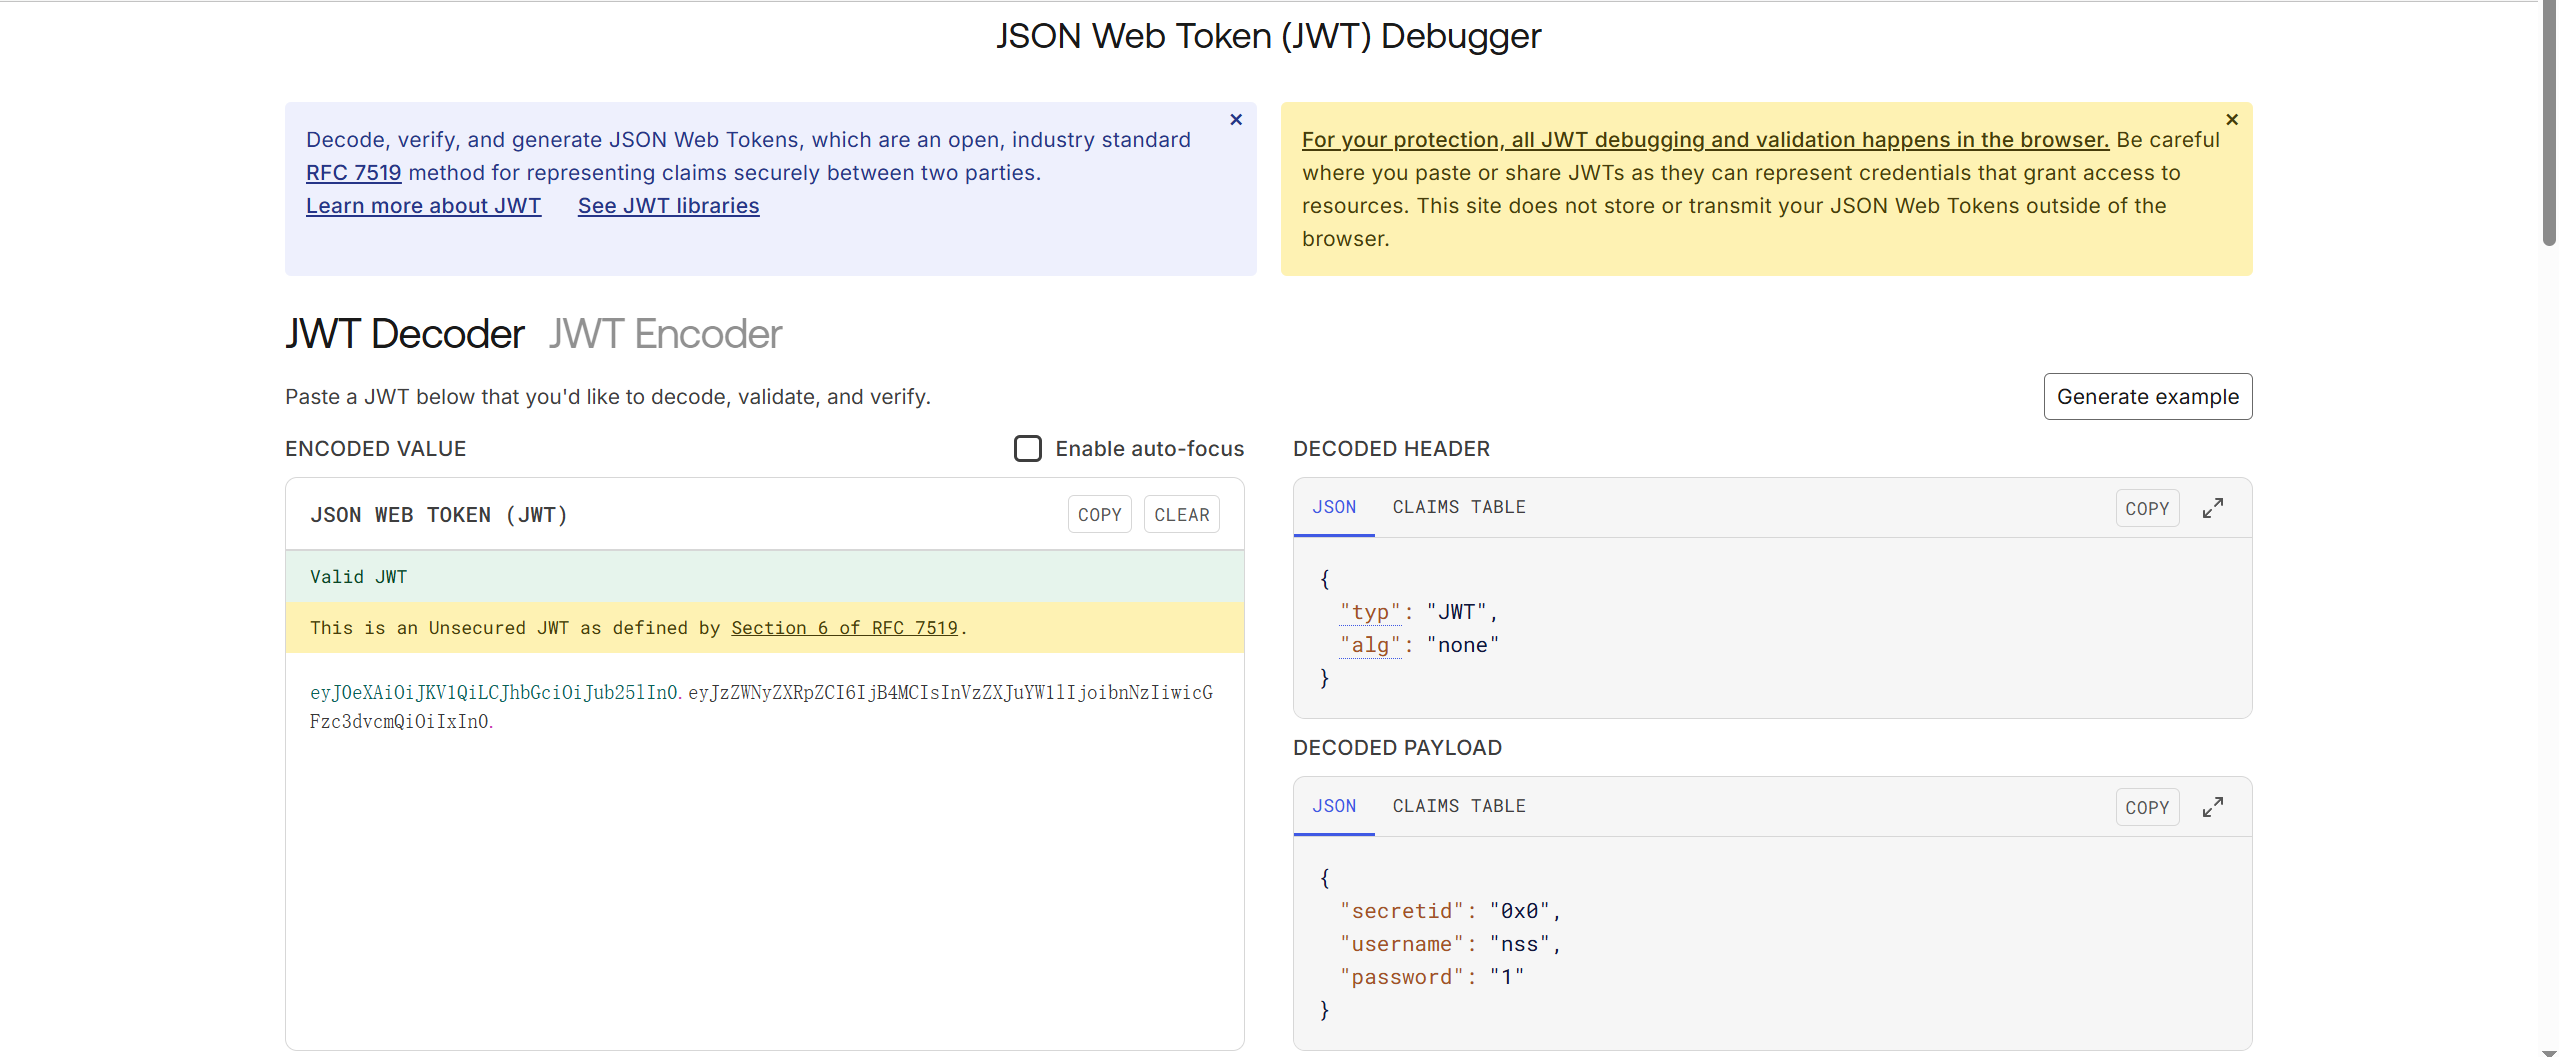 JSON Web Token (JWT) Debugger
Decode, verify, and generate JSON Web Tokens, which are an open, industry standard
RFC 7519 method for representing claims securely between two parties.
Learn more about JWT See JWT libraries
For your protection, all JWT debugging and validation happens in the browser. Be careful
where you paste or share JWTs as they can represent credentials that grant access to
resources. This site does not store or transmit your JSON Web Tokens outside of the
browser.
JWT Decoder JWT Encoder
Paste a JWT below that you'd like to decode, validate, and verify.
Generate example
ENCODED VALUE
Enable auto-focus
JSON WEB TOKEN (JWT)
COPY CLEAR
Valid JWT
This is an Unsecured JWT as defined by Section 6 of RFC 7519.
eyJ0eXAiOiJKV1QiLCJhbGciOiJub25lIn0.eyJzZWNyZXRpZCI6IjB4MCIsInVzZXJuYW1lIjoibnNzIiwicG
Fzc3dvcmQiOiIxIn0.
DECODED HEADER
JSON CLAIMS TABLE
COPY
{
"typ": "JWT",
"alg": "none"
}
DECODED PAYLOAD
JSON CLAIMS TABLE
COPY
{
"secretid": "0x0",
"username": "nss",
"password": "1"
}